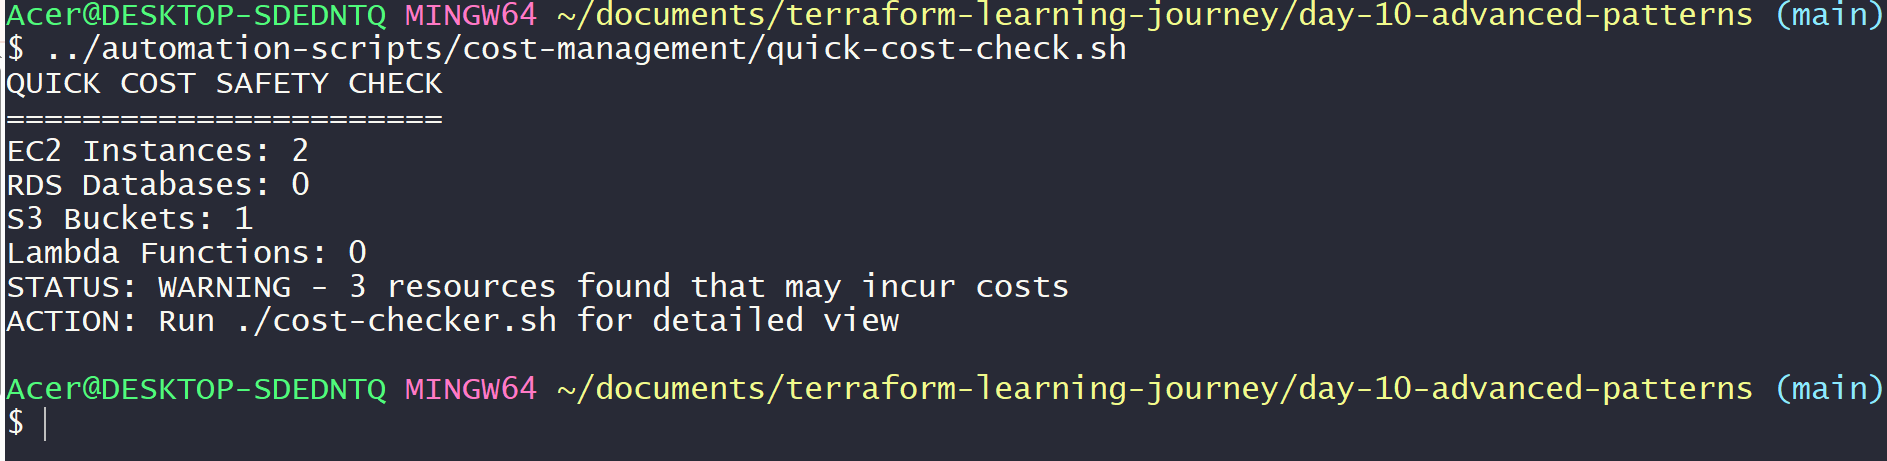 Acer@DESKTOP-SDEDNTQ MINGW64 ~/documents/terraform-learning-journey/day-10-advanced-patterns (main)
$ ../automation-scripts/cost-management/quick-cost-check.sh
QUICK COST SAFETY CHECK
=======================
EC2 Instances: 2
RDS Databases: 0
S3 Buckets: 1
Lambda Functions: 0
STATUS: WARNING - 3 resources found that may incur costs
ACTION: Run ./cost-checker.sh for detailed view
Acer@DESKTOP-SDEDNTQ MINGW64 ~/documents/terraform-learning-journey/day-10-advanced-patterns (main)
$